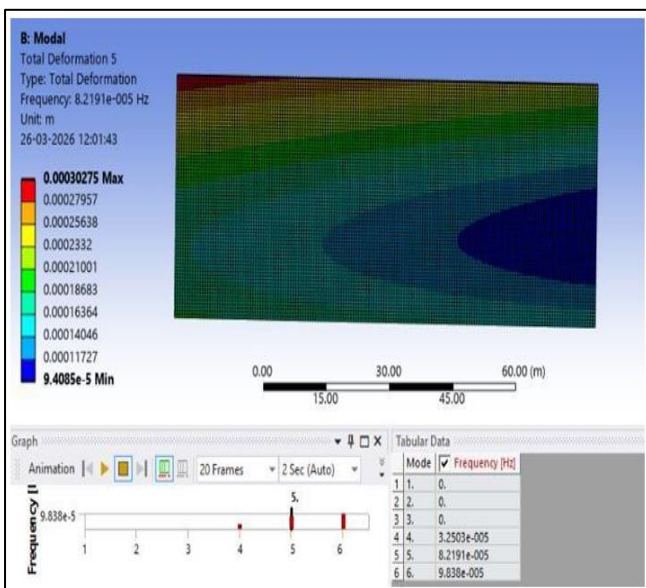 B: Modal
Total Deformation 5
Type: Total Deformation
Frequency: 8.2191e-005 Hz
Unit: m
26-03-2026 12:01:43
0.00030275 Max
0.00027957
0.00025638
0.0002332
0.00021001
0.00018683
0.00016364
0.00014046
0.00011727
9.4085e-5 Min
0.00 30.00 60.00 (m)
15.00 45.00
Graph
Animation 20 Frames 2 Sec (Auto)
5.
9.838e-5
1 2 3 4 5 6
Tabular Data
Mode Frequency [Hz]
1 1. 0.
2 2. 0.
3 3. 0.
4 4. 3.2503e-005
5 5. 8.2191e-005
6 6. 9.838e-005
Frequency [